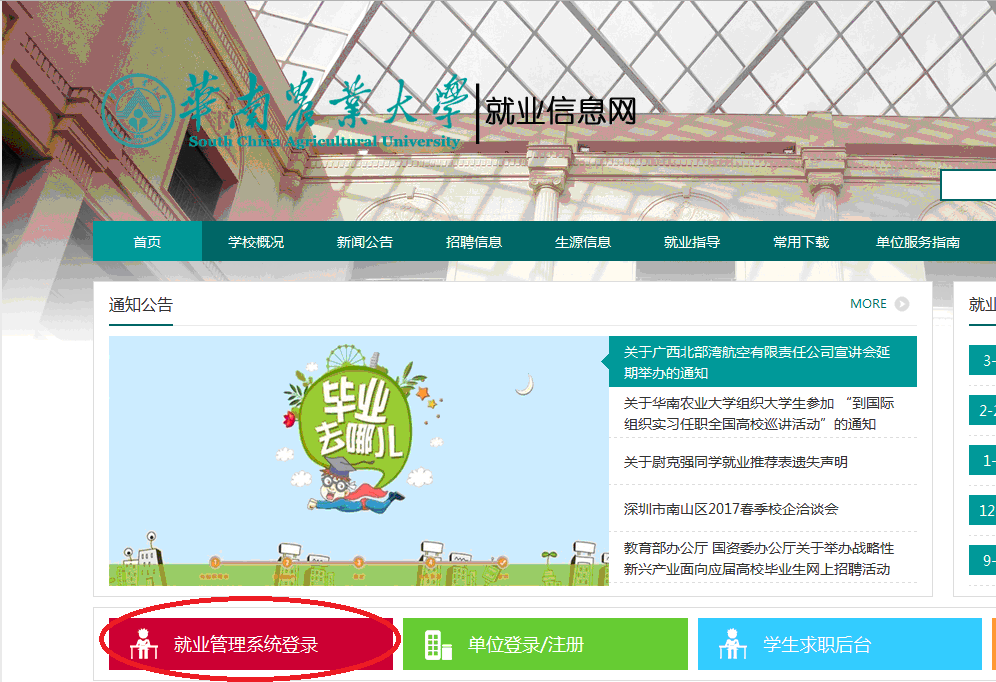 華南農業大學
South China Agricultural University
就业信息网
首页 学校概况 新闻公告 招聘信息 生源信息 就业指导 常用下载 单位服务指南
通知公告 MORE 就业
毕业
去哪儿
关于广西北部湾航空有限责任公司宣讲会延
期举办的通知
关于华南农业大学组织大学生参加 “到国际
组织实习任职全国高校巡讲活动”的通知
关于尉克强同学就业推荐表遗失声明
深圳市南山区2017春季校企洽谈会
教育部办公厅 国资委办公厅关于举办战略性
新兴产业面向应届高校毕业生网上招聘活动
3-
2-2
1-
12
9-
就业管理系统登录 单位登录/注册 学生求职后台